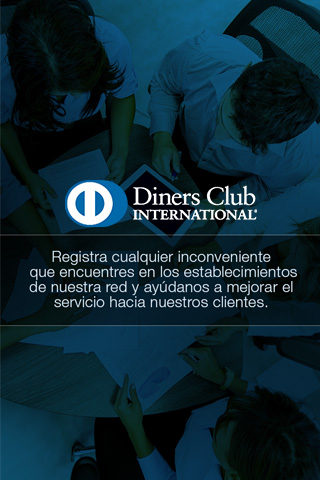 Diners Club
INTERNATIONAL®
Registra cualquier inconveniente
que encuentres en los establecimientos
de nuestra red y ayúdanos a mejorar el
servicio hacia nuestros clientes.